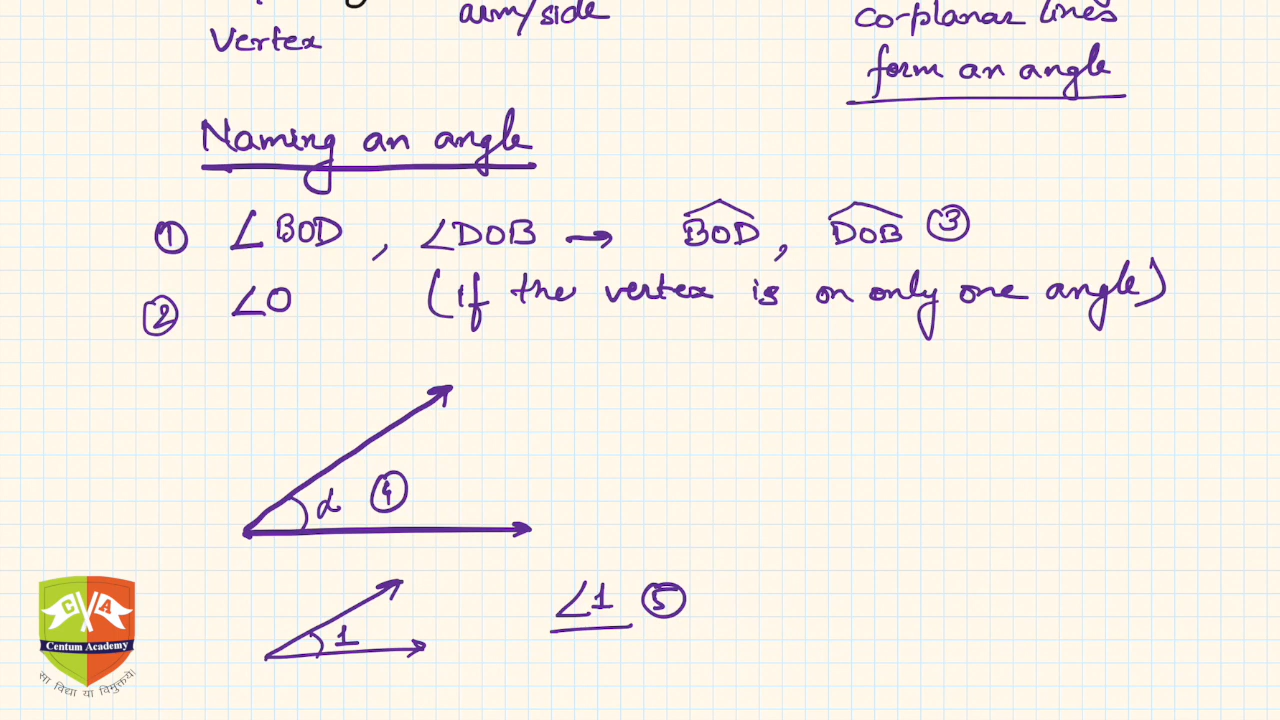 arm/side
co-planar lines
Vertex
form an angle
Naming an angle
① ∠BOD , ∠DOB → B͡OD , D͡OB ③
② ∠O (If the vertex is on only one angle)
α ④
1 ∠1 ⑤
C A
Centum Academy
सा विद्या या विमुक्तये।